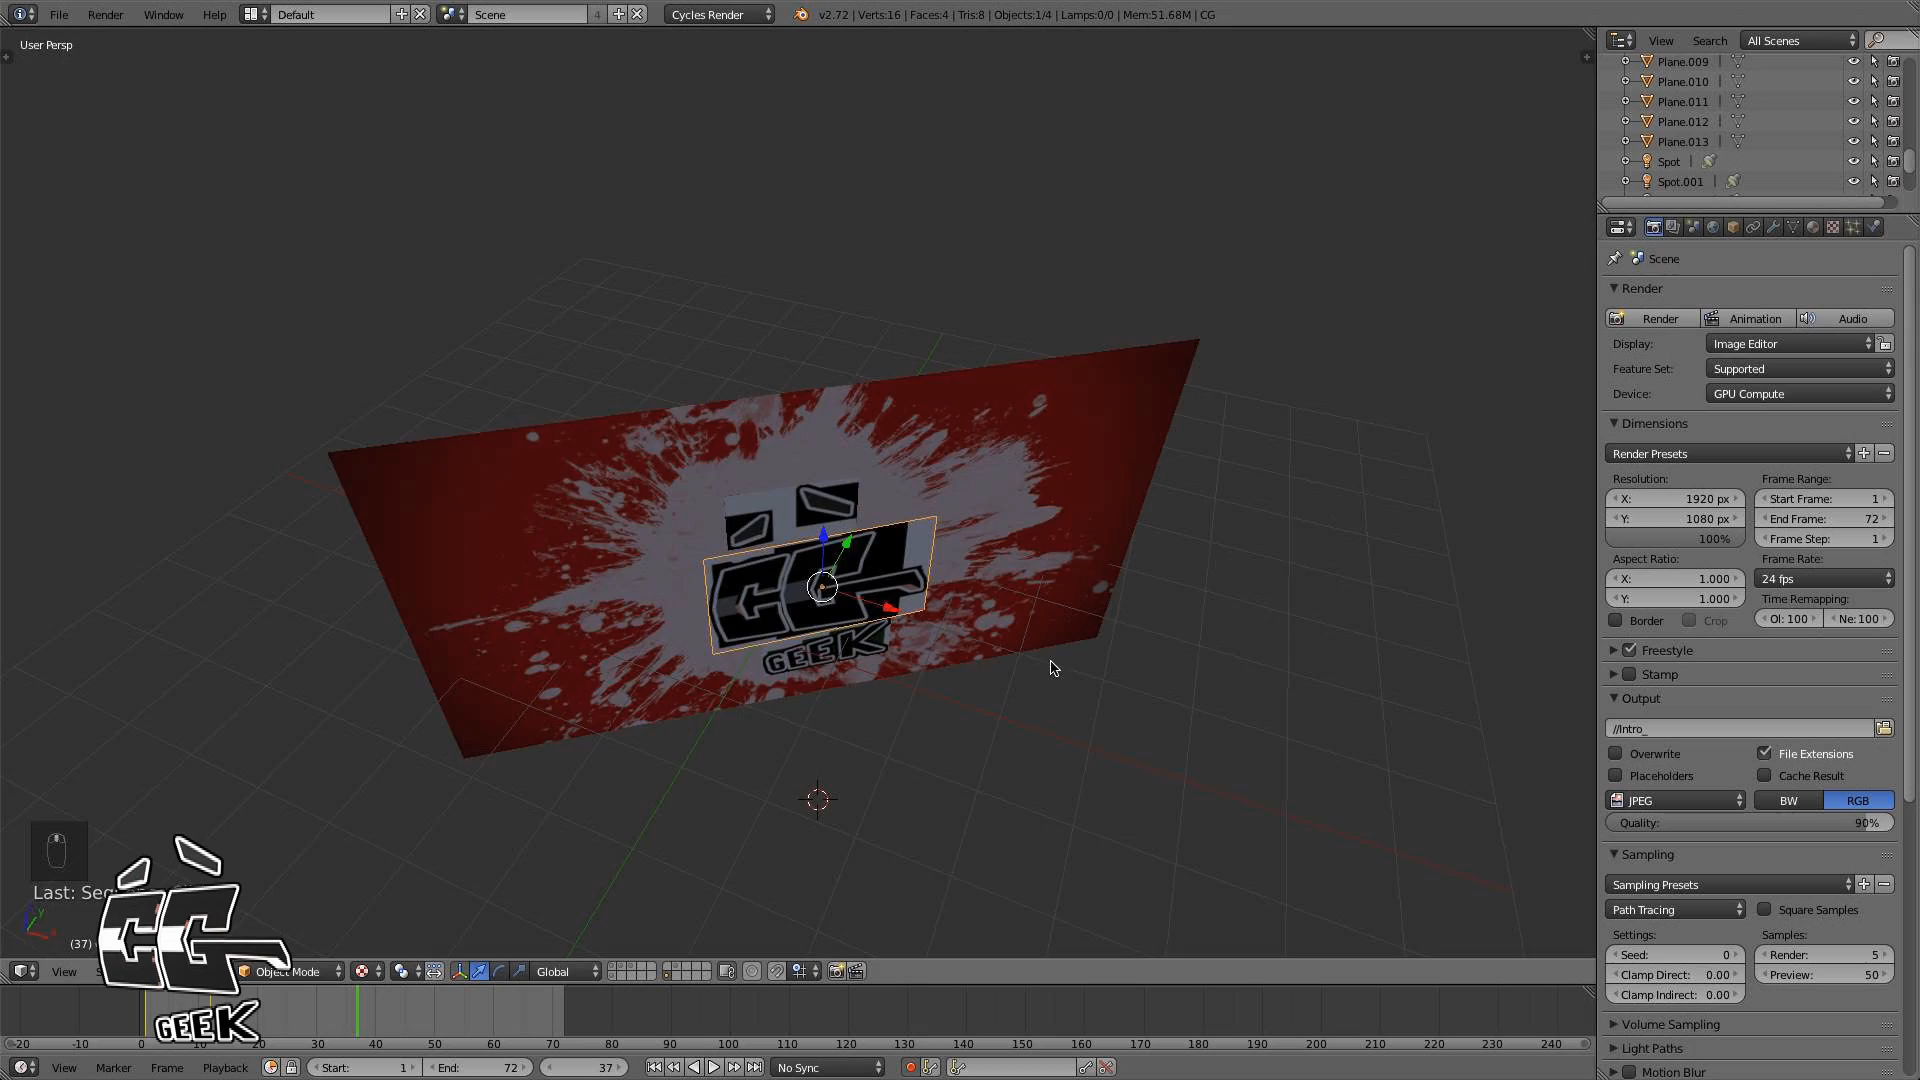 File Render Window Help Default Scene 4 Cycles Render v2.72 | Verts:16 | Faces:4 | Tris:8 | Objects:1/4 | Lamps:0/0 | Mem:51.68M | CG
User Persp
View Search All Scenes
Plane.009
Plane.010
Plane.011
Plane.012
Plane.013
Spot
Spot.001
Scene
Render
Render Animation Audio
Display: Image Editor
Feature Set: Supported
Device: GPU Compute
Dimensions
Render Presets
Resolution: Frame Range:
X: 1920 px Start Frame: 1
Y: 1080 px End Frame: 72
100% Frame Step: 1
Aspect Ratio: Frame Rate:
X: 1.000 24 fps
Y: 1.000 Time Remapping:
Border Crop Ol: 100 Ne: 100
Freestyle
Stamp
Output
//Intro_
Overwrite File Extensions
Placeholders Cache Result
JPEG BW RGB
Quality: 90%
Sampling
Sampling Presets
Path Tracing Square Samples
Settings: Samples:
Seed: 0 Render: 5
Clamp Direct: 0.00 Preview: 50
Clamp Indirect: 0.00
Volume Sampling
Light Paths
Motion Blur
CG
GEEK
Last: Seq
(37)
CG
GEEK
View Object Mode Global
-20 -10 0 10 20 30 40 50 60 70 80 90 100 110 120 130 140 150 160 170 180 190 200 210 220 230 240
View Marker Frame Playback Start: 1 End: 72 37 No Sync